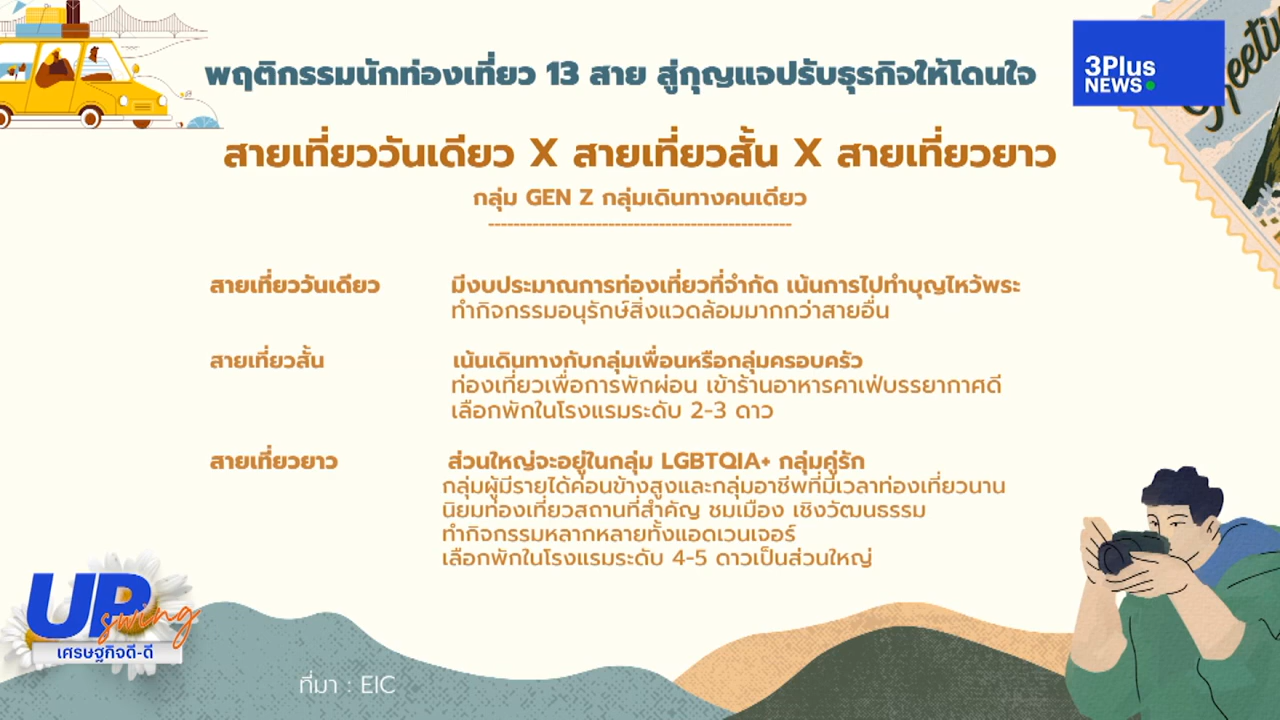 พฤติกรรมนักท่องเที่ยว 13 สาย สู่กุญแจปรับธุรกิจให้โดนใจ
3Plus
NEWS
Greeti
สายเที่ยววันเดียว X สายเที่ยวสั้น X สายเที่ยวยาว
กลุ่ม GEN Z กลุ่มเดินทางคนเดียว
--------------------------------------------------
สายเที่ยววันเดียว มีงบประมาณการท่องเที่ยวที่จำกัด เน้นการไปทำบุญไหว้พระ
ทำกิจกรรมอนุรักษ์สิ่งแวดล้อมมากกว่าสายอื่น
สายเที่ยวสั้น เน้นเดินทางกับกลุ่มเพื่อนหรือกลุ่มครอบครัว
ท่องเที่ยวเพื่อการพักผ่อน เข้าร้านอาหารคาเฟ่บรรยากาศดี
เลือกพักในโรงแรมระดับ 2-3 ดาว
สายเที่ยวยาว ส่วนใหญ่จะอยู่ในกลุ่ม LGBTQIA+ กลุ่มคู่รัก
กลุ่มผู้มีรายได้ค่อนข้างสูงและกลุ่มอาชีพที่มีเวลาท่องเที่ยวนาน
นิยมท่องเที่ยวสถานที่สำคัญ ชมเมือง เชิงวัฒนธรรม
ทำกิจกรรมหลากหลายทั้งแอดเวนเจอร์
เลือกพักในโรงแรมระดับ 4-5 ดาวเป็นส่วนใหญ่
UP
swing
เศรษฐกิจดี-ดี
ที่มา : EIC